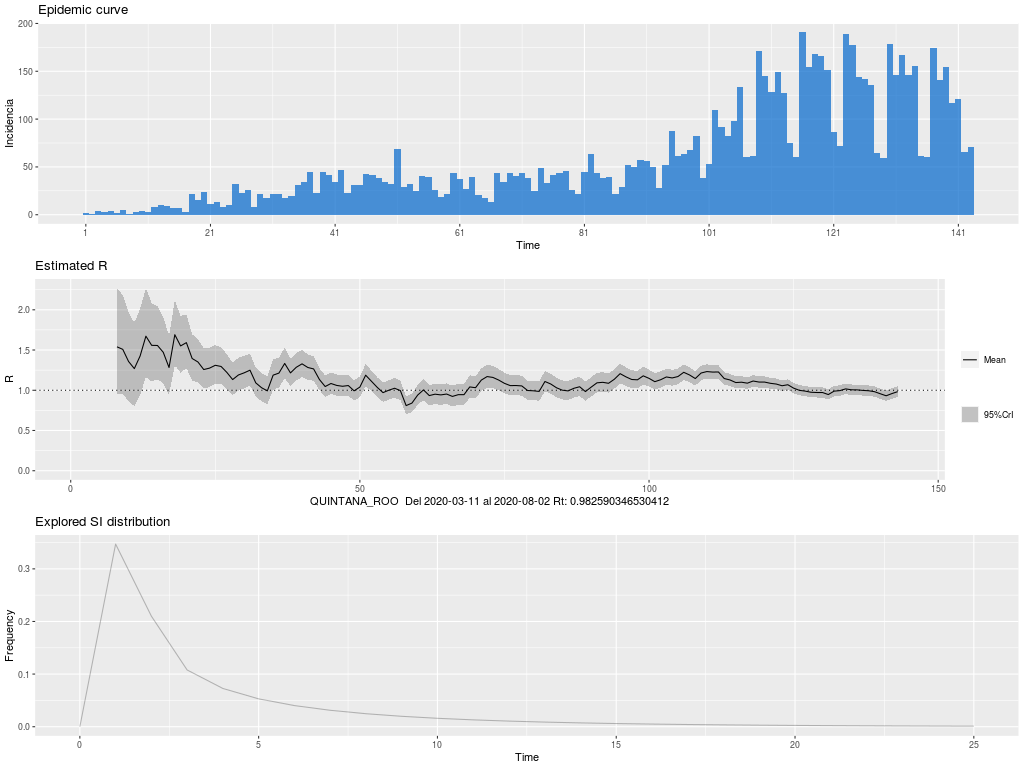 Epidemic curve
200
150
100
50
0
Incidencia
1 21 41 61 81 101 121 141
Time
Estimated R
2.0
1.5
1.0
0.5
0.0
R
0 50 100 150
Mean
95%CrI
QUINTANA_ROO Del 2020-03-11 al 2020-08-02 Rt: 0.982590346530412
Explored SI distribution
0.3
0.2
0.1
0.0
Frequency
0 5 10 15 20 25
Time